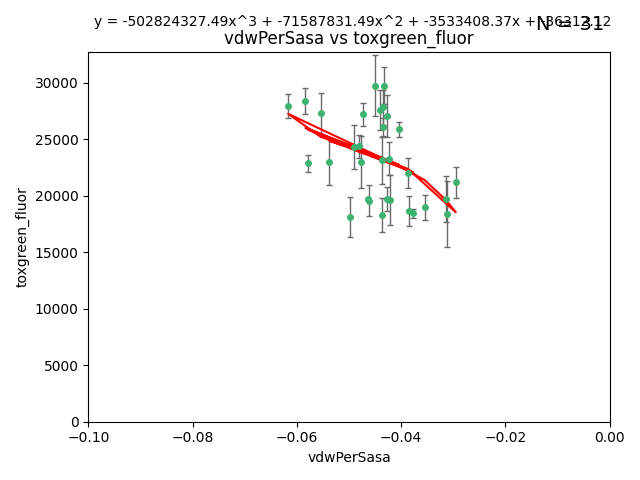 y = -502824327.49x^3 + -71587831.49x^2 + -3533408.37x +
N = 31
vdwPerSasa vs toxgreen_fluor
toxgreen_fluor
30000
25000
20000
15000
10000
5000
0
−0.10 −0.08 −0.06 −0.04 −0.02 0.00
vdwPerSasa